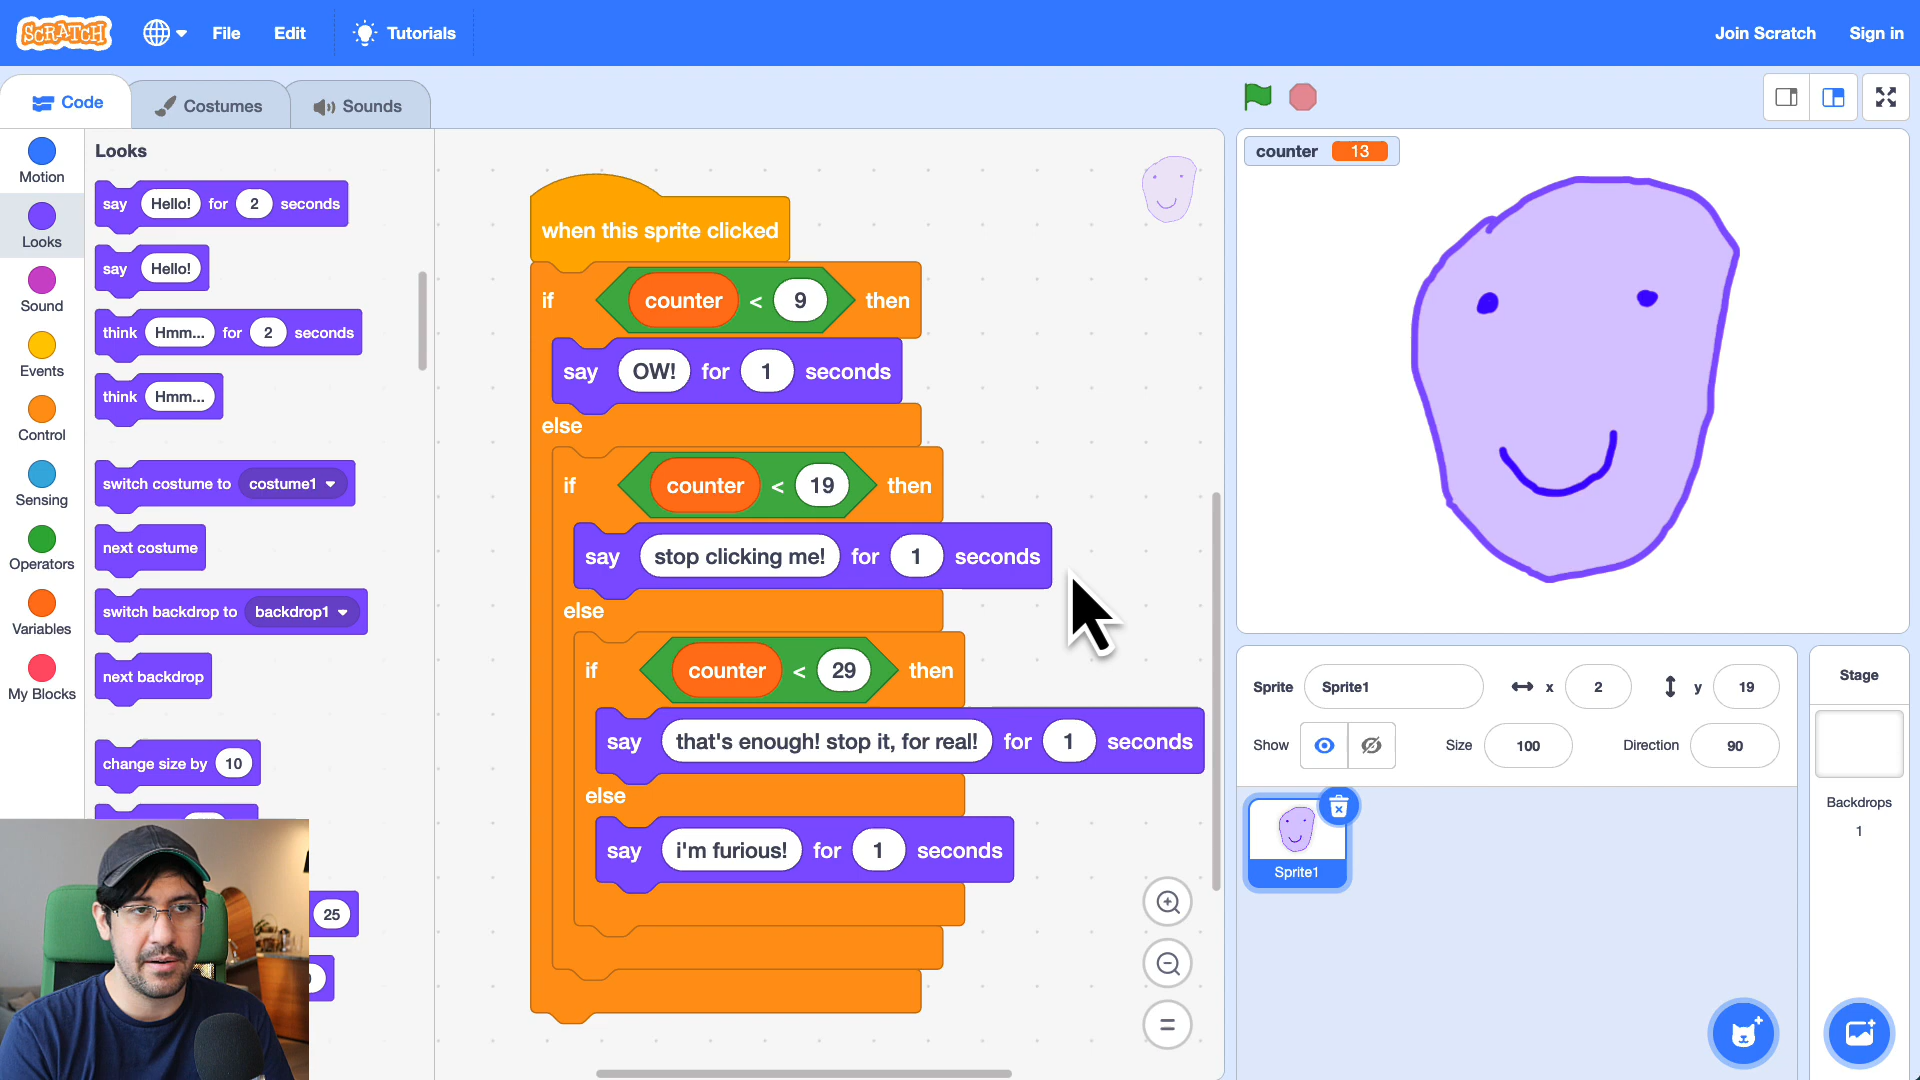 SCRATCH
File
Edit
Tutorials
Join Scratch
Sign in
Code
Costumes
Sounds
Motion
Looks
Sound
Events
Control
Sensing
Operators
Variables
My Blocks
Looks
say Hello! for 2 seconds
say Hello!
think Hmm... for 2 seconds
think Hmm...
switch costume to costume1
next costume
switch backdrop to backdrop1
next backdrop
change size by 10
25
when this sprite clicked
if counter < 9 then
say OW! for 1 seconds
else
if counter < 19 then
say stop clicking me! for 1 seconds
else
if counter < 29 then
say that's enough! stop it, for real! for 1 seconds
else
say i'm furious! for 1 seconds
counter 13
Sprite Sprite1 x 2 y 19
Show Size 100 Direction 90
Sprite1
Stage
Backdrops
1